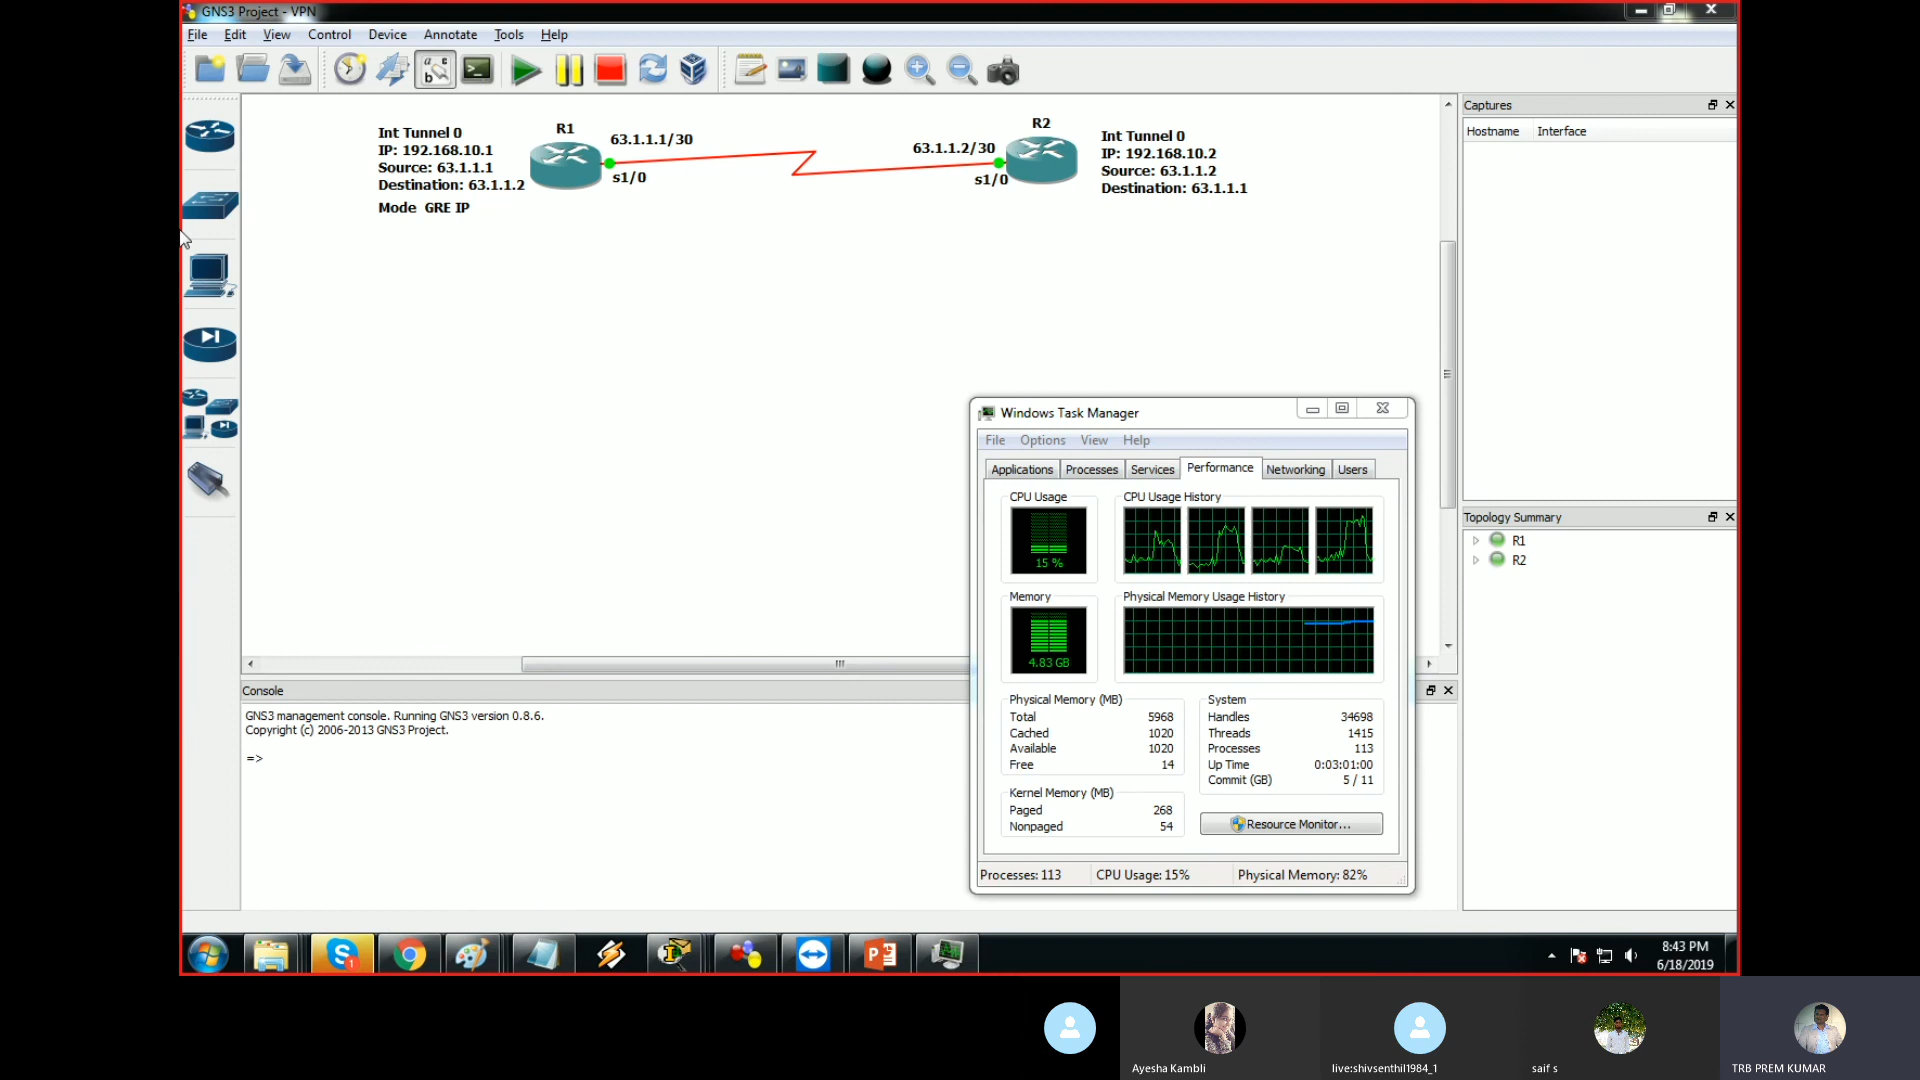 GNS3 Project - VPN
File Edit View Control Device Annotate Tools Help
Captures
Hostname Interface
Int Tunnel 0
IP: 192.168.10.1
Source: 63.1.1.1
Destination: 63.1.1.2
Mode GRE IP
R1
63.1.1.1/30
s1/0
63.1.1.2/30
s1/0
R2
Int Tunnel 0
IP: 192.168.10.2
Source: 63.1.1.2
Destination: 63.1.1.1
Topology Summary
R1
R2
Windows Task Manager
File Options View Help
Applications Processes Services Performance Networking Users
CPU Usage
15 %
CPU Usage History
Memory
4.83 GB
Physical Memory Usage History
Physical Memory (MB)
Total 5968
Cached 1020
Available 1020
Free 14
Kernel Memory (MB)
Paged 268
Nonpaged 54
System
Handles 34698
Threads 1415
Processes 113
Up Time 0:03:01:00
Commit (GB) 5 / 11
Resource Monitor...
Processes: 113 CPU Usage: 15% Physical Memory: 82%
Console
GNS3 management console. Running GNS3 version 0.8.6.
Copyright (c) 2006-2013 GNS3 Project.
=>
8:43 PM
6/18/2019
Ayesha Kambli
live:shivsenthil1984_1
saif s
TRB PREM KUMAR